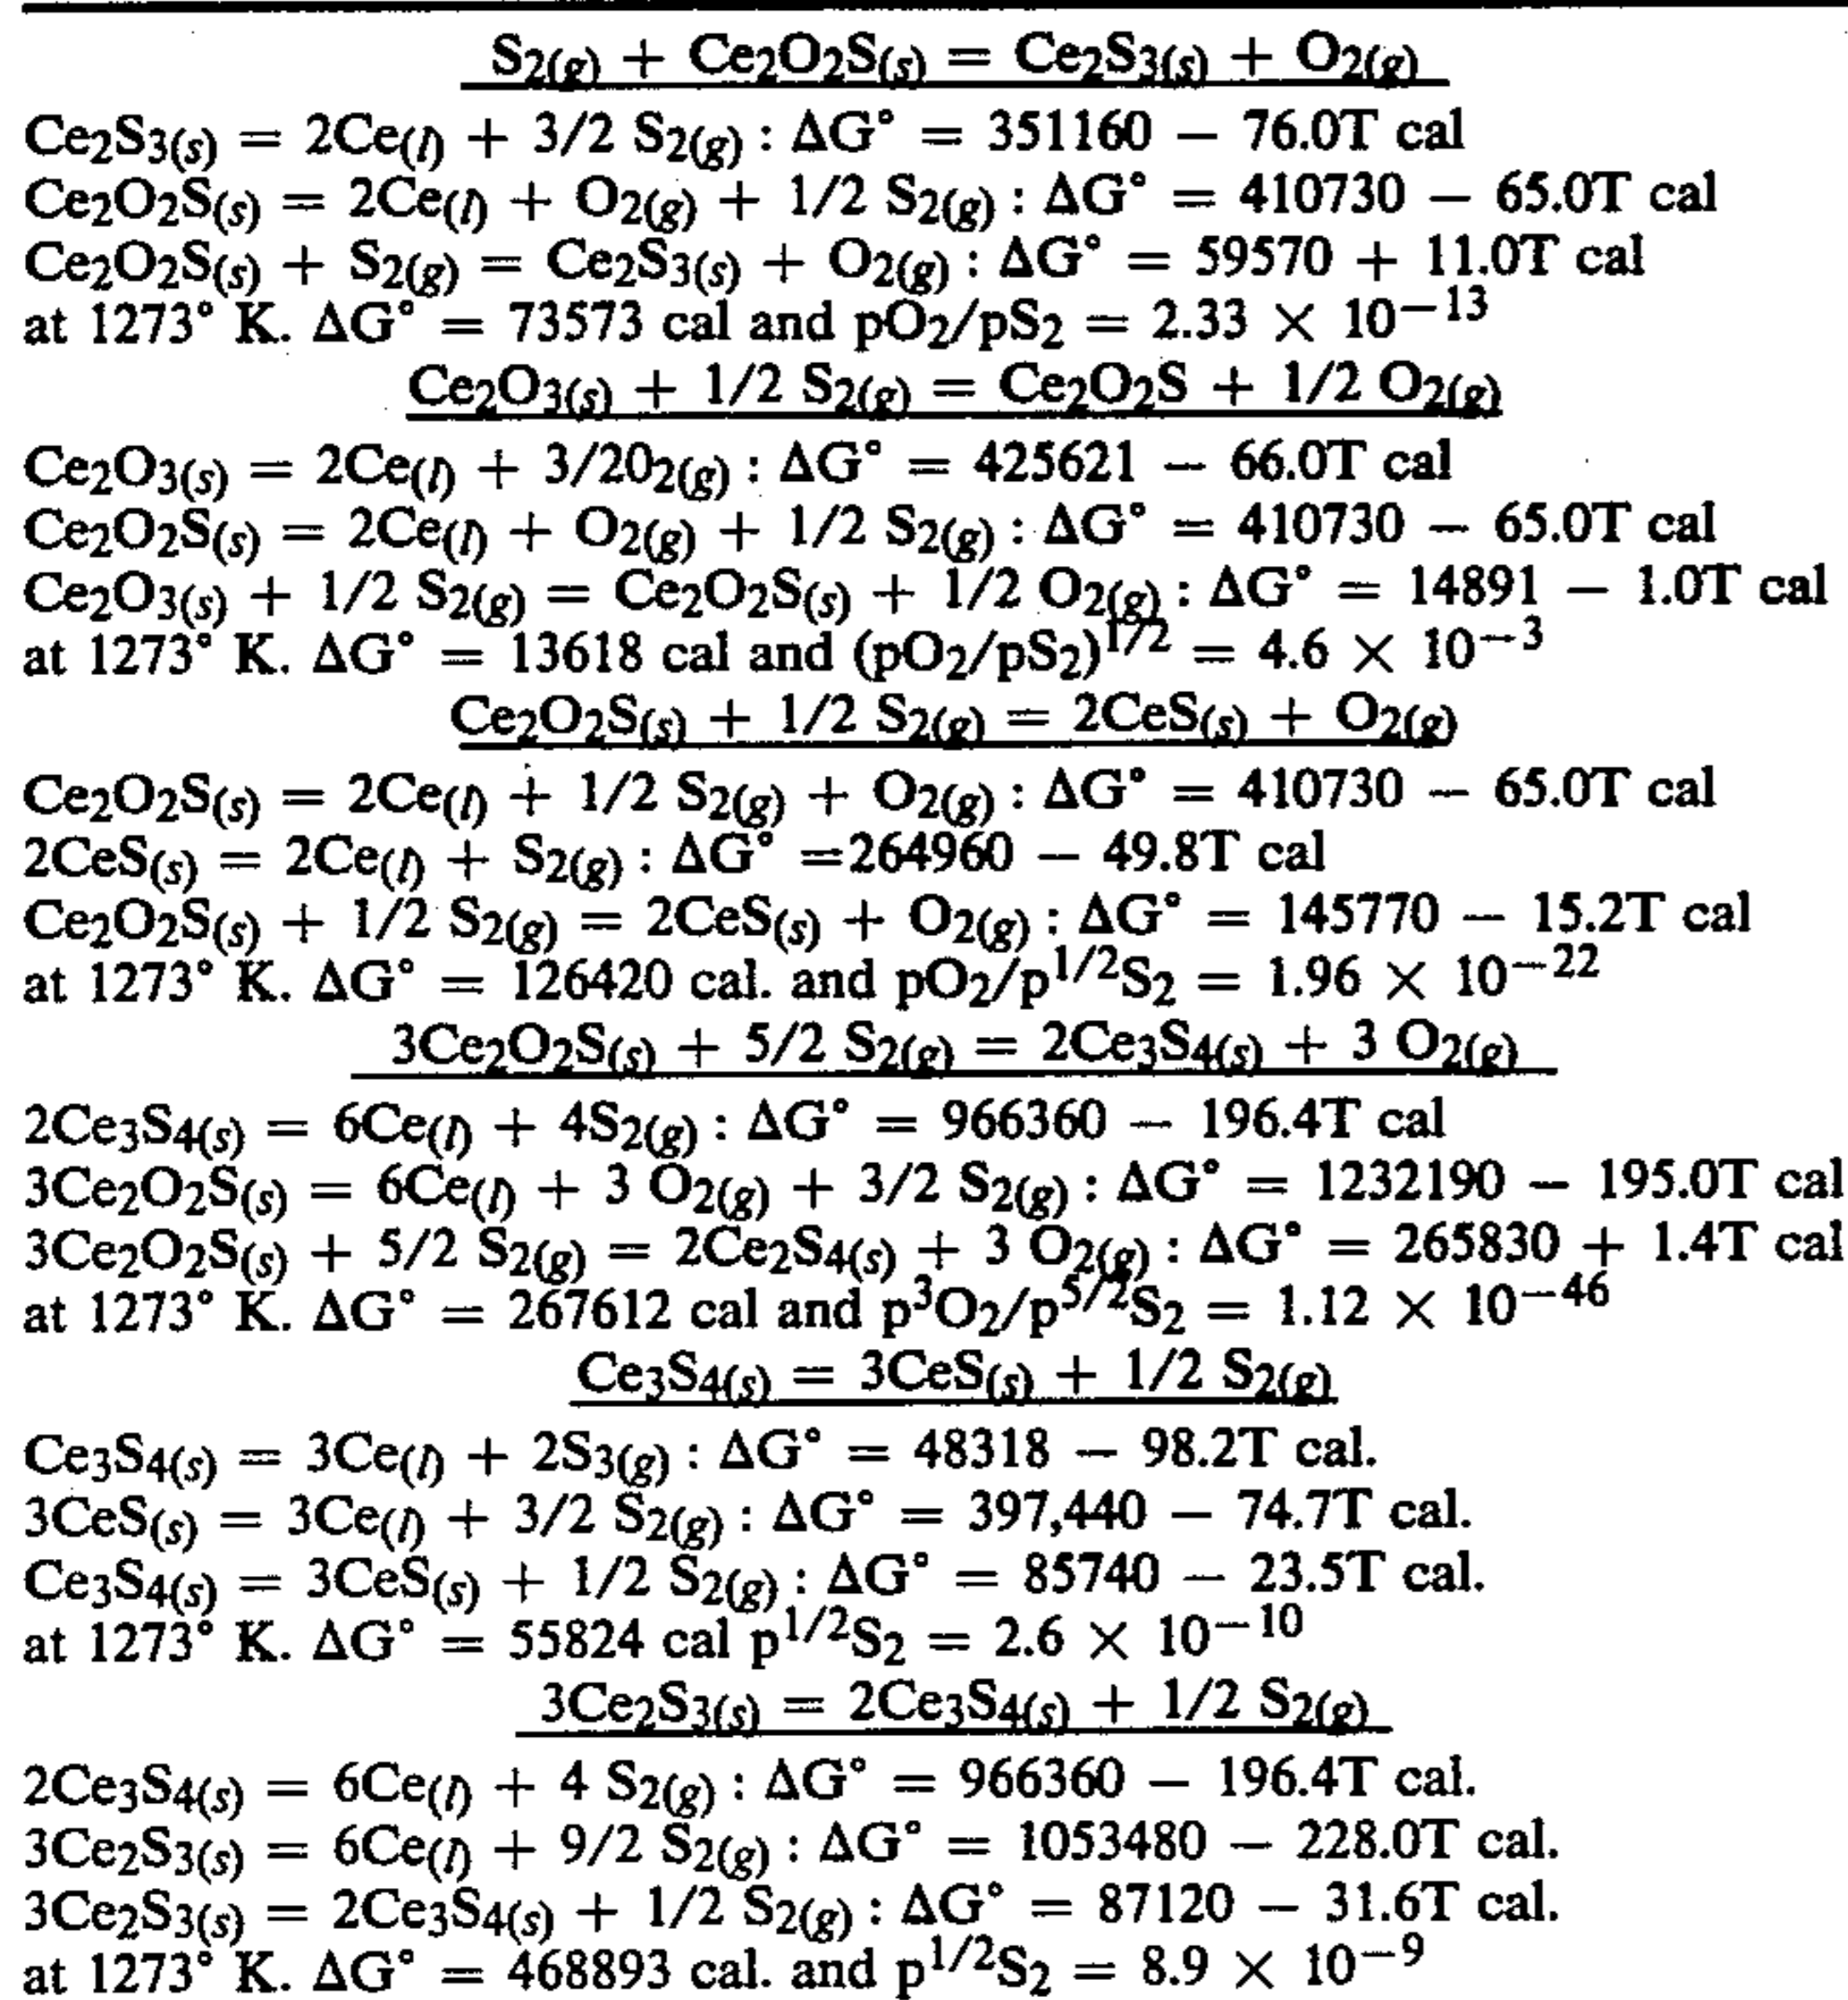 S2(g) + Ce2O2S(s) = Ce2S3(s) + O2(g)
Ce2S3(s) = 2Ce(l) + 3/2 S2(g) : ΔG° = 351160 − 76.0T cal
Ce2O2S(s) = 2Ce(l) + O2(g) + 1/2 S2(g) : ΔG° = 410730 − 65.0T cal
Ce2O2S(s) + S2(g) = Ce2S3(s) + O2(g) : ΔG° = 59570 + 11.0T cal
at 1273° K. ΔG° = 73573 cal and pO2/pS2 = 2.33 × 10−13
Ce2O3(s) + 1/2 S2(g) = Ce2O2S + 1/2 O2(g)
Ce2O3(s) = 2Ce(l) + 3/202(g) : ΔG° = 425621 − 66.0T cal
Ce2O2S(s) = 2Ce(l) + O2(g) + 1/2 S2(g) : ΔG° = 410730 − 65.0T cal
Ce2O3(s) + 1/2 S2(g) = Ce2O2S(s) + 1/2 O2(g) : ΔG° = 14891 − 1.0T cal
at 1273° K. ΔG° = 13618 cal and (pO2/pS2)1/2 = 4.6 × 10−3
Ce2O2S(s) + 1/2 S2(g) = 2CeS(s) + O2(g)
Ce2O2S(s) = 2Ce(l) + 1/2 S2(g) + O2(g) : ΔG° = 410730 − 65.0T cal
2CeS(s) = 2Ce(l) + S2(g) : ΔG° =264960 − 49.8T cal
Ce2O2S(s) + 1/2 S2(g) = 2CeS(s) + O2(g) : ΔG° = 145770 − 15.2T cal
at 1273° K. ΔG° = 126420 cal. and pO2/p1/2S2 = 1.96 × 10−22
3Ce2O2S(s) + 5/2 S2(g) = 2Ce3S4(s) + 3 O2(g)
2Ce3S4(s) = 6Ce(l) + 4S2(g) : ΔG° = 966360 − 196.4T cal
3Ce2O2S(s) = 6Ce(l) + 3 O2(g) + 3/2 S2(g) : ΔG° = 1232190 − 195.0T cal
3Ce2O2S(s) + 5/2 S2(g) = 2Ce2S4(s) + 3 O2(g) : ΔG° = 265830 + 1.4T cal
at 1273° K. ΔG° = 267612 cal and p3O2/p5/2S2 = 1.12 × 10−46
Ce3S4(s) = 3CeS(s) + 1/2 S2(g)
Ce3S4(s) = 3Ce(l) + 2S3(g) : ΔG° = 48318 − 98.2T cal.
3CeS(s) = 3Ce(l) + 3/2 S2(g) : ΔG° = 397,440 − 74.7T cal.
Ce3S4(s) = 3CeS(s) + 1/2 S2(g) : ΔG° = 85740 − 23.5T cal.
at 1273° K. ΔG° = 55824 cal p1/2S2 = 2.6 × 10−10
3Ce2S3(s) = 2Ce3S4(s) + 1/2 S2(g)
2Ce3S4(s) = 6Ce(l) + 4 S2(g) : ΔG° = 966360 − 196.4T cal.
3Ce2S3(s) = 6Ce(l) + 9/2 S2(g) : ΔG° = 1053480 − 228.0T cal.
3Ce2S3(s) = 2Ce3S4(s) + 1/2 S2(g) : ΔG° = 87120 − 31.6T cal.
at 1273° K. ΔG° = 468893 cal. and p1/2S2 = 8.9 × 10−9